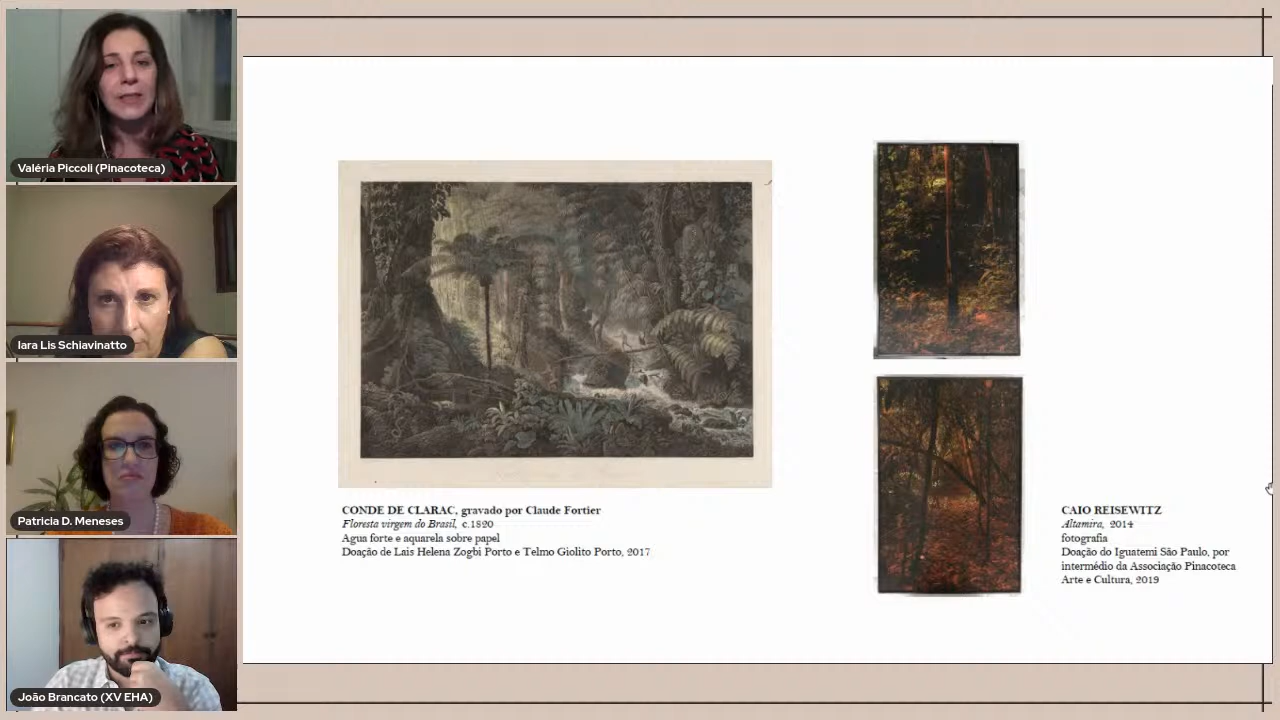 Valéria Piccoli (Pinacoteca)
Iara Lis Schiavinatto
Patricia D. Meneses
João Brancato (XV EHA)
CONDE DE CLARAC, gravado por Claude Fortier
Floresta virgem do Brasil, c.1820
Agua forte e aquarela sobre papel
Doação de Lais Helena Zogbi Porto e Telmo Giolito Porto, 2017
CAIO REISEWITZ
Altamira, 2014
fotografia
Doação do Iguatemi São Paulo, por
intermédio da Associação Pinacoteca
Arte e Cultura, 2019